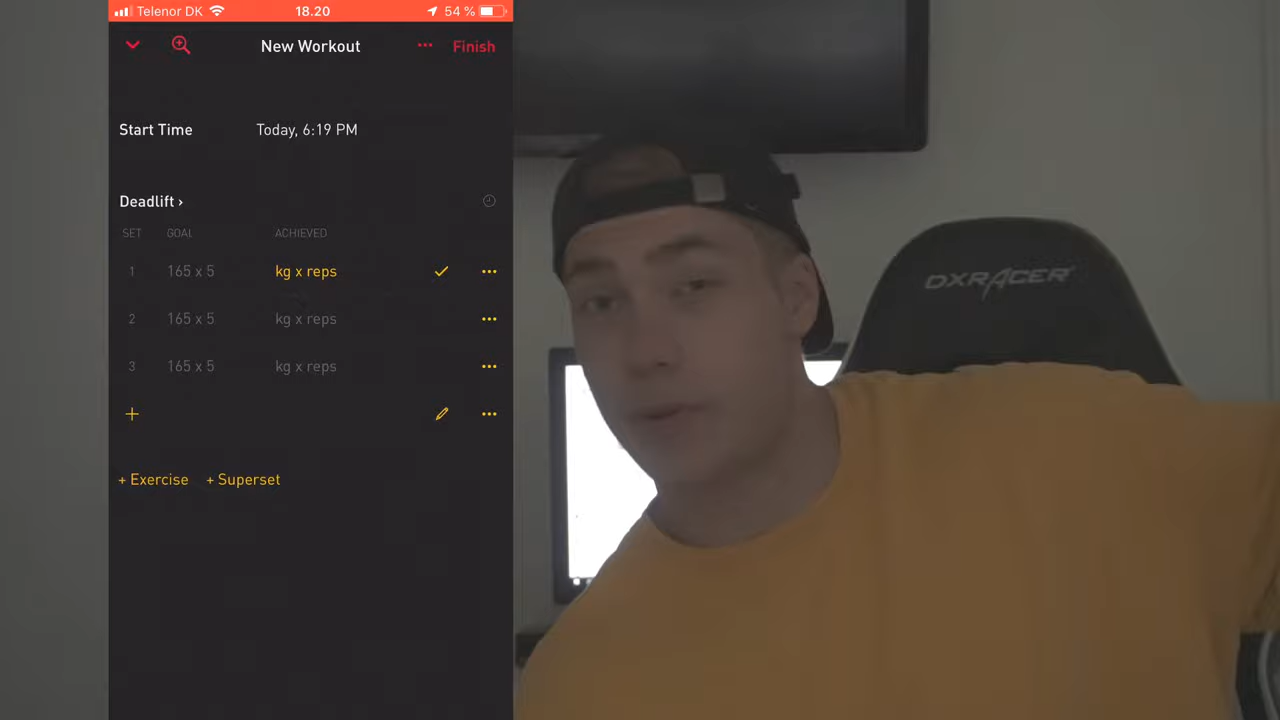 Telenor DK 18.20 54 %
New Workout ... Finish
Start Time Today, 6:19 PM
Deadlift ›
SET GOAL ACHIEVED
1 165 x 5 kg x reps
2 165 x 5 kg x reps
3 165 x 5 kg x reps
+ Exercise + Superset
DXRACER